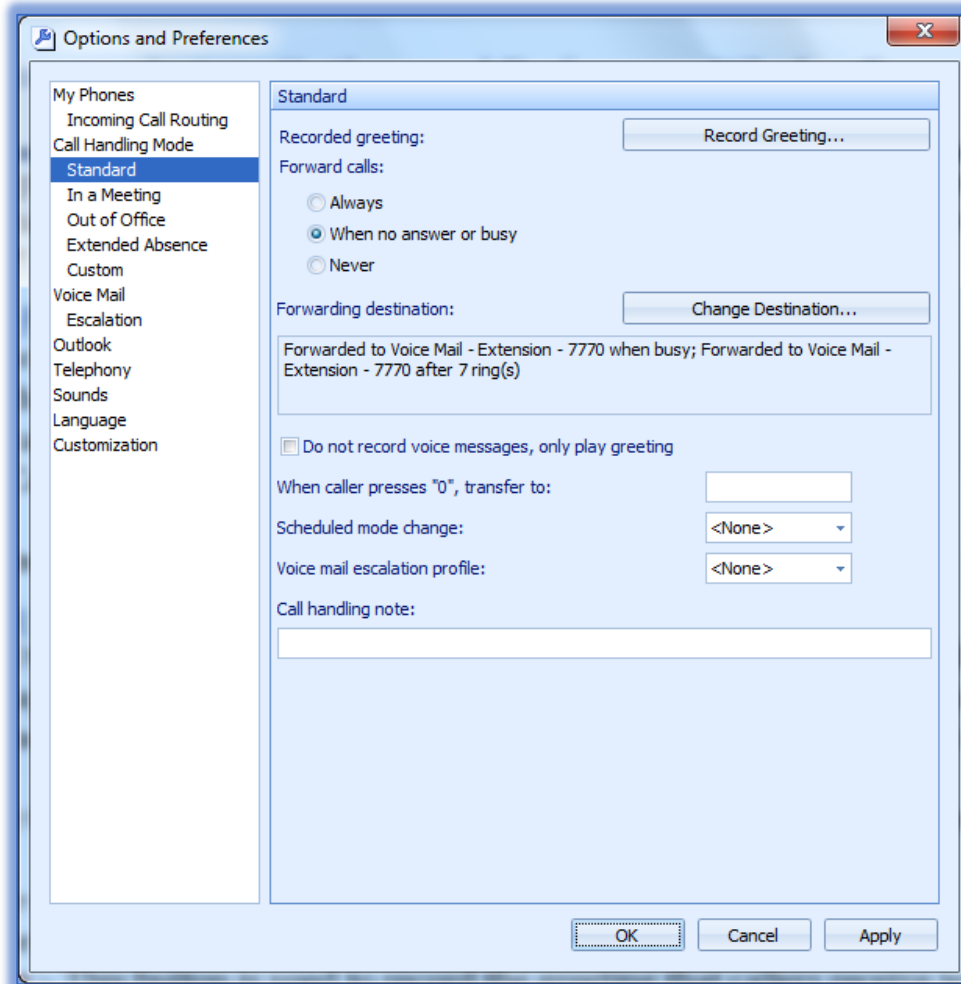 Options and Preferences
My Phones
Incoming Call Routing
Call Handling Mode
Standard
In a Meeting
Out of Office
Extended Absence
Custom
Voice Mail
Escalation
Outlook
Telephony
Sounds
Language
Customization
Standard
Recorded greeting:
Record Greeting...
Forward calls:
Always
When no answer or busy
Never
Forwarding destination:
Change Destination...
Forwarded to Voice Mail - Extension - 7770 when busy; Forwarded to Voice Mail -
Extension - 7770 after 7 ring(s)
Do not record voice messages, only play greeting
When caller presses "0", transfer to:
Scheduled mode change:
<None>
Voice mail escalation profile:
<None>
Call handling note:
OK
Cancel
Apply